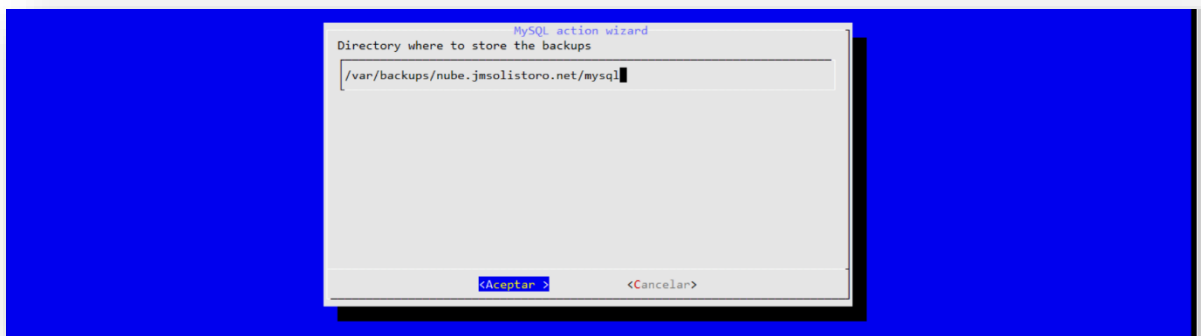 MySQL action wizard
Directory where to store the backups
/var/backups/nube.jmsolistoro.net/mysql
<Aceptar > <Cancelar>